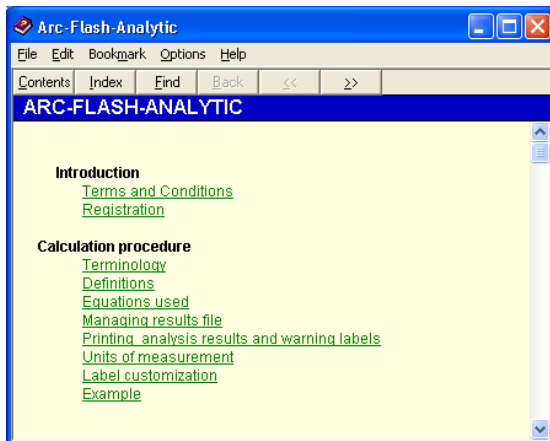 Arc-Flash-Analytic
File Edit Bookmark Options Help
Contents Index Find Back << >>
ARC-FLASH-ANALYTIC
Introduction
Terms and Conditions
Registration
Calculation procedure
Terminology
Definitions
Equations used
Managing results file
Printing analysis results and warning labels
Units of measurement
Label customization
Example